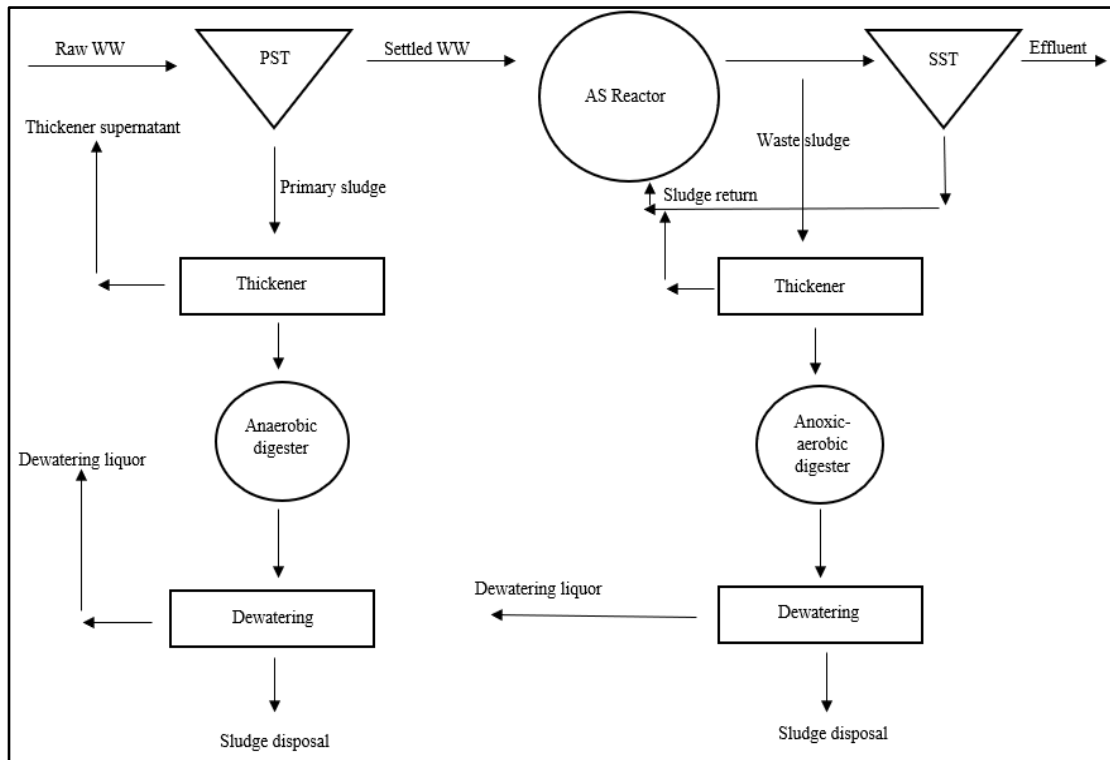 Raw WW
PST
Settled WW
AS Reactor
SST
Effluent
Thickener supernatant
Waste sludge
Primary sludge
Sludge return
Thickener
Thickener
Anaerobic
digester
Anoxic-
aerobic
digester
Dewatering liquor
Dewatering liquor
Dewatering
Dewatering
Sludge disposal
Sludge disposal